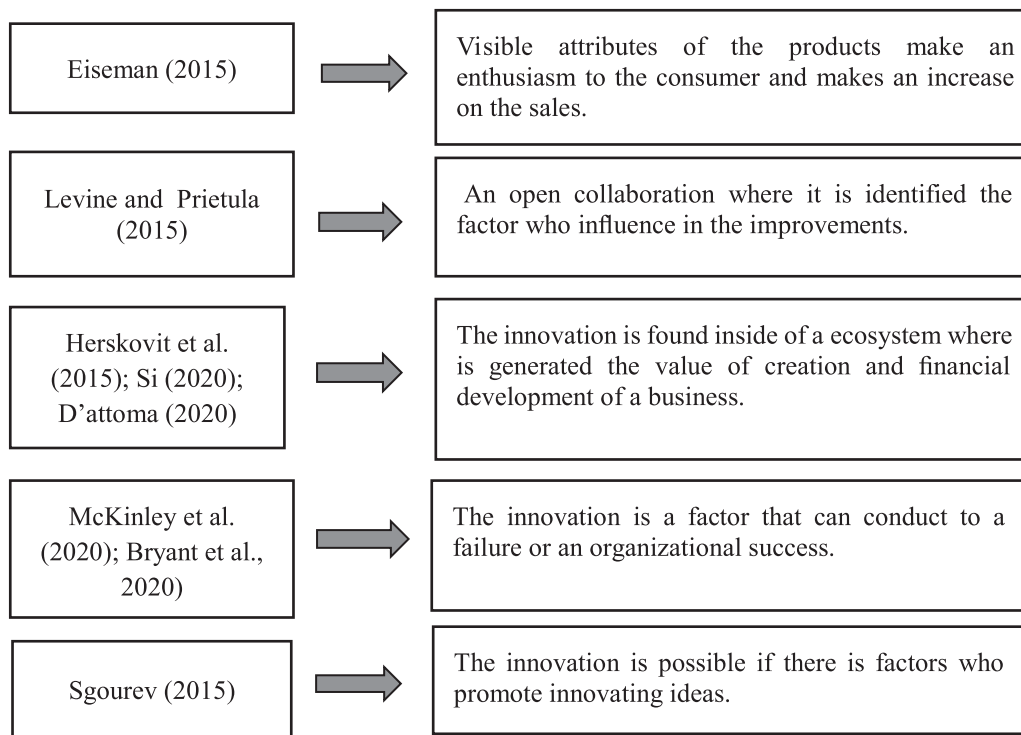 Eiseman (2015)
Visible attributes of the products make an
enthusiasm to the consumer and makes an increase
on the sales.
Levine and Prietula
(2015)
An open collaboration where it is identified the
factor who influence in the improvements.
Herskovit et al.
(2015); Si (2020);
D’attoma (2020)
The innovation is found inside of a ecosystem where
is generated the value of creation and financial
development of a business.
McKinley et al.
(2020); Bryant et al.,
2020)
The innovation is a factor that can conduct to a
failure or an organizational success.
Sgourev (2015)
The innovation is possible if there is factors who
promote innovating ideas.